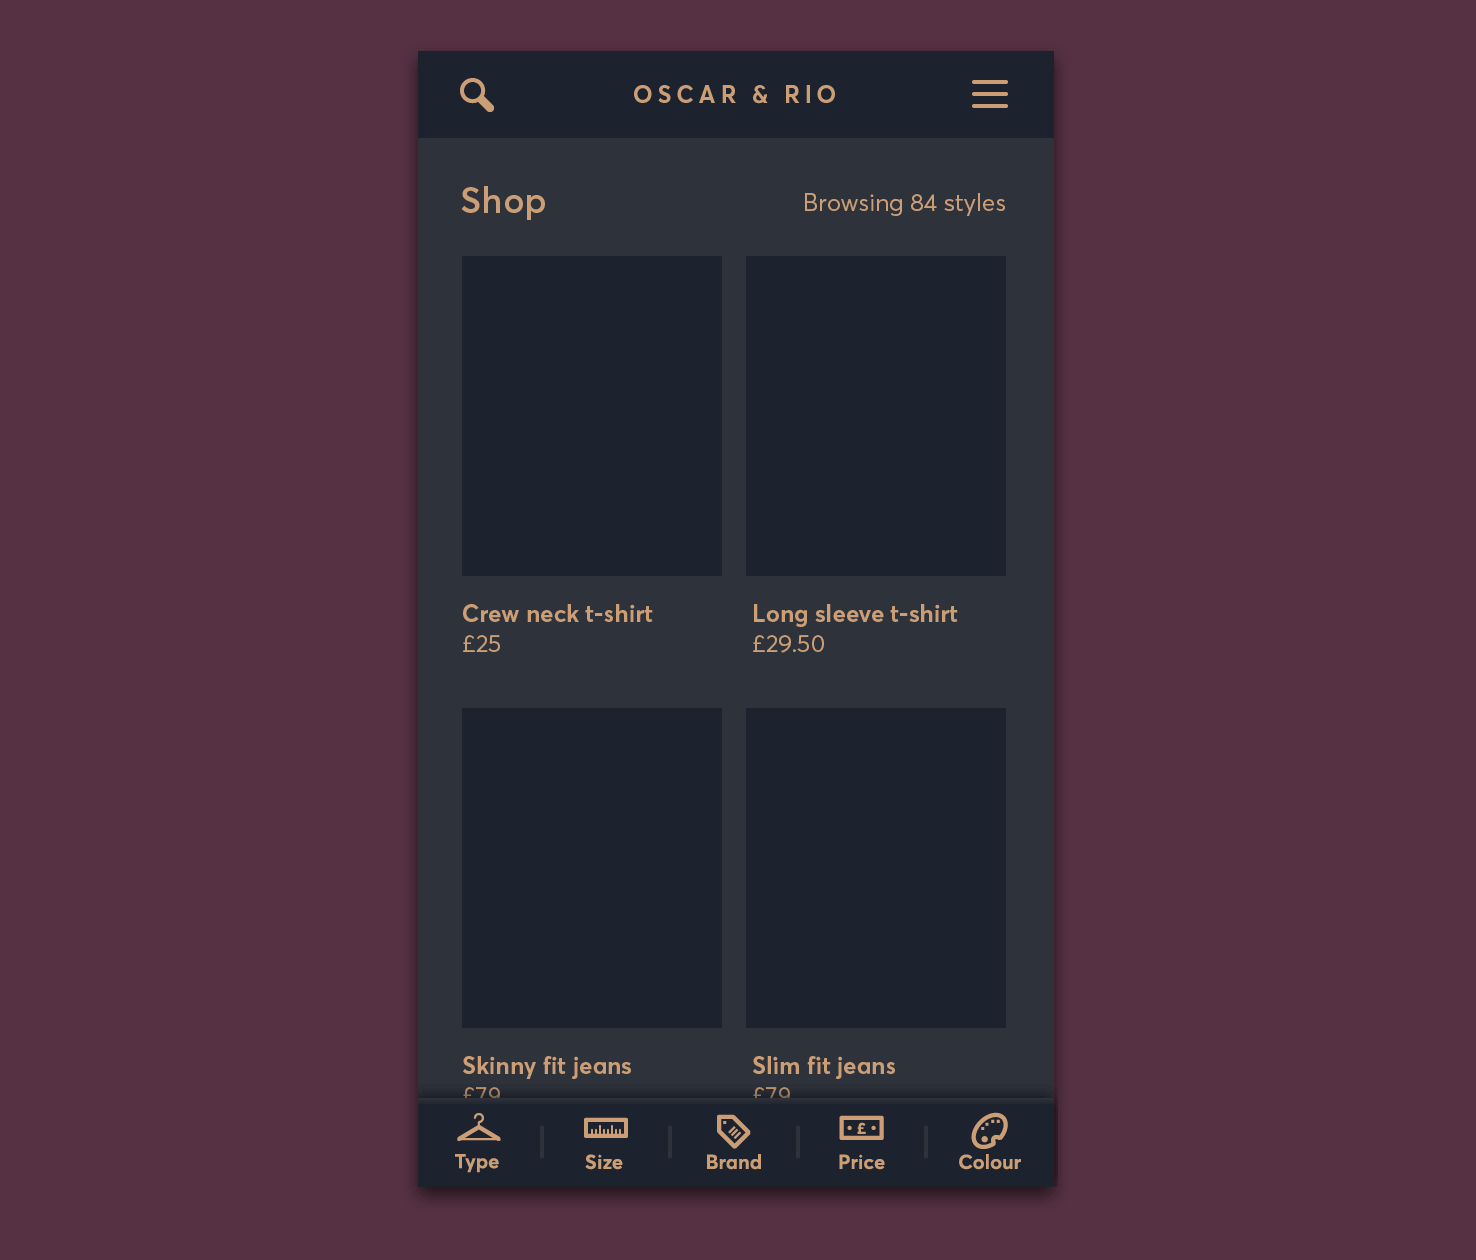 OSCAR & RIO
Shop
Browsing 84 styles
Crew neck t-shirt
£25
Long sleeve t-shirt
£29.50
Skinny fit jeans
£79
Slim fit jeans
£79
£
Type
Size
Brand
Price
Colour